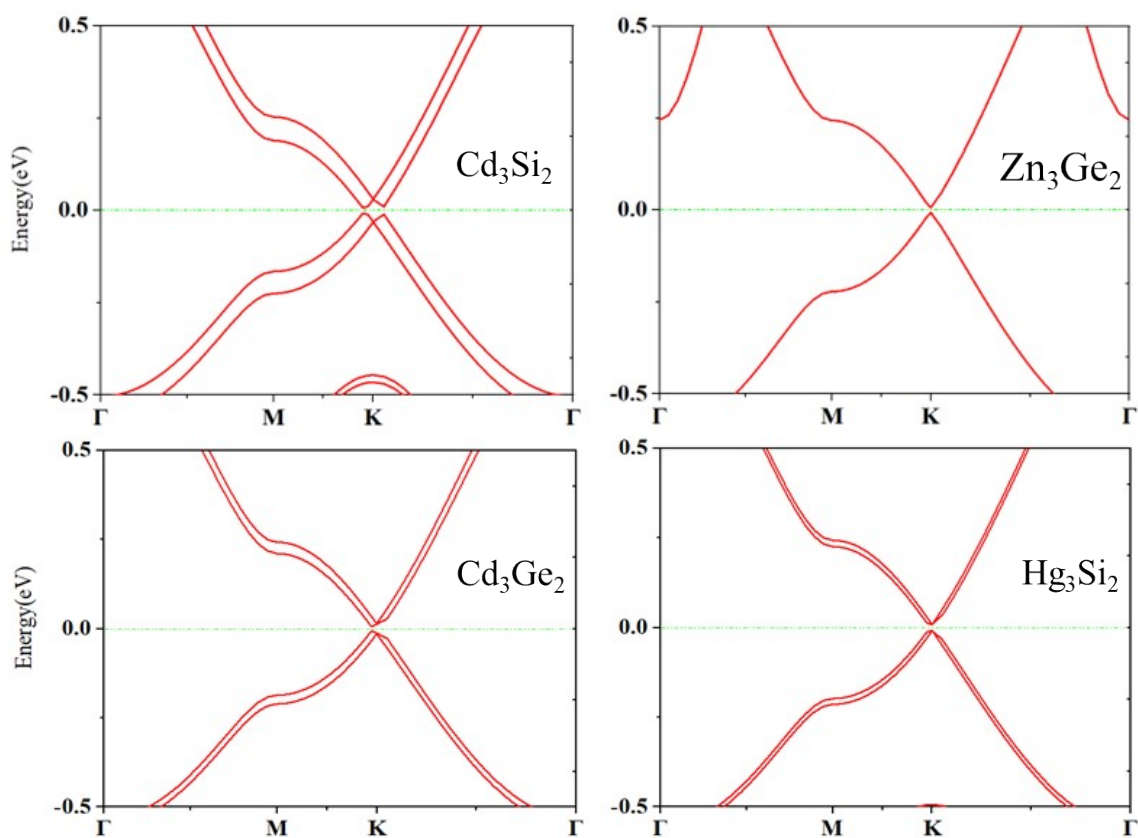 0.5
0.0
-0.5
Energy(eV)
Cd₃Si₂
Γ
M
K
Γ
0.5
0.0
-0.5
Zn₃Ge₂
Γ
M
K
Γ
0.5
0.0
-0.5
Energy(eV)
Cd₃Ge₂
Γ
M
K
Γ
0.5
0.0
-0.5
Hg₃Si₂
Γ
M
K
Γ